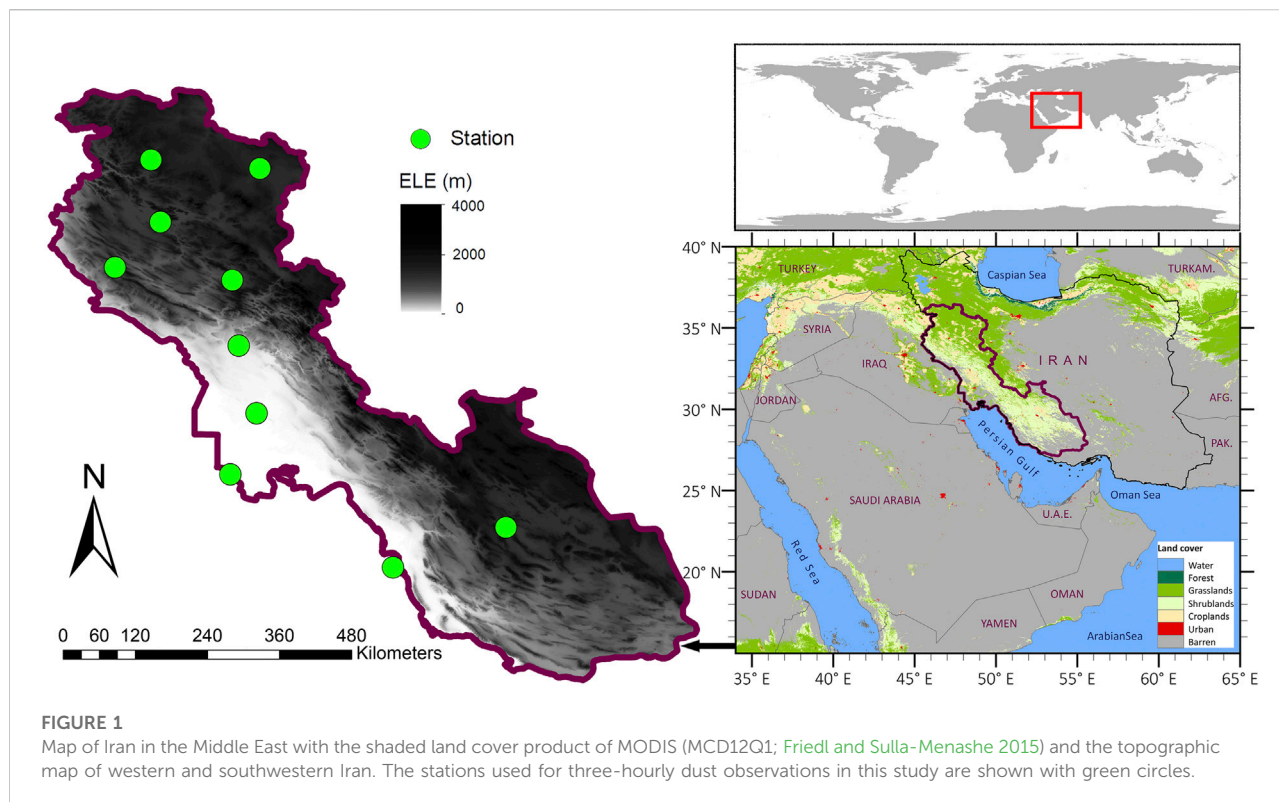 Station
ELE (m)
4000
2000
0
N
0 60 120 240 360 480
Kilometers
40° N
35° N
30° N
25° N
20° N
TURKEY
Caspian Sea
TURKAM.
SYRIA
IRAQ
I R A N
JORDAN
AFG.
PAK.
Persian Gulf
SAUDI ARABIA
Oman Sea
U.A.E.
Red Sea
SUDAN
OMAN
YEMEN
ArabianSea
Land cover
Water
Forest
Grasslands
Shrublands
Croplands
Urban
Barren
35° E 40° E 45° E 50° E 55° E 60° E 65° E
FIGURE 1
Map of Iran in the Middle East with the shaded land cover product of MODIS (MCD12Q1; Friedl and Sulla-Menashe 2015) and the topographic
map of western and southwestern Iran. The stations used for three-hourly dust observations in this study are shown with green circles.